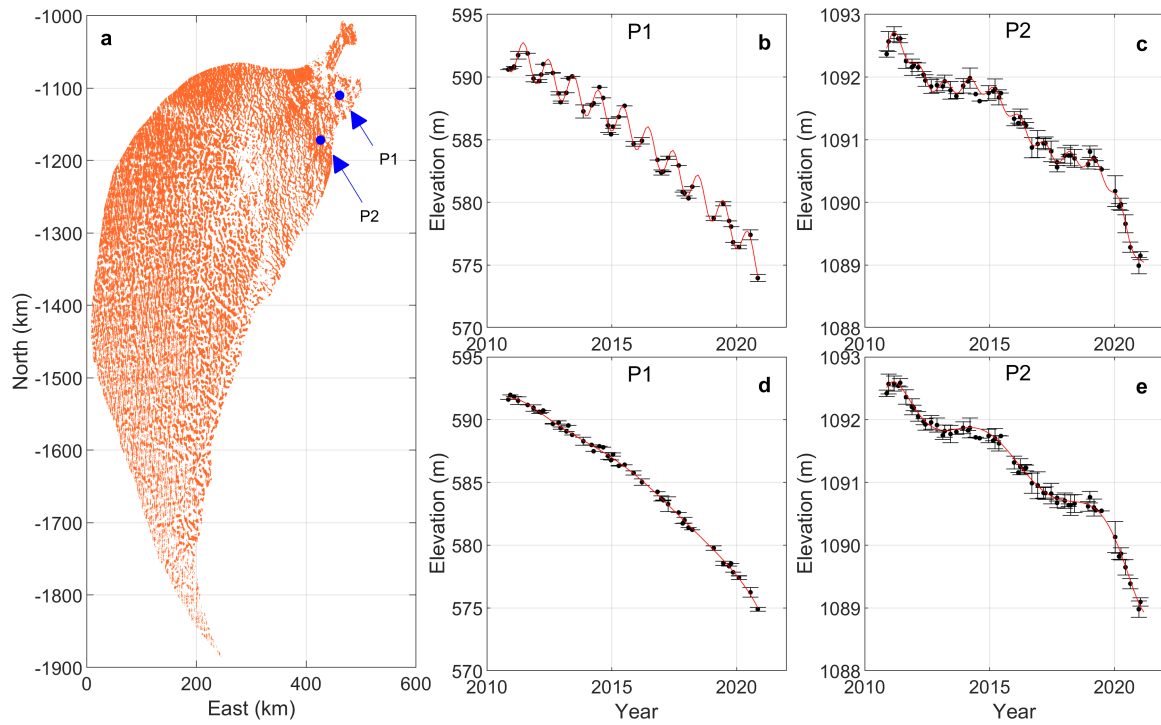 a
-1000
-1100
-1200
-1300
-1400
-1500
-1600
-1700
-1800
-1900
0
200
400
600
North (km)
East (km)
P1
P2
P1
b
595
590
585
580
575
570
2010
2015
2020
Elevation (m)
P2
c
1093
1092
1091
1090
1089
1088
2010
2015
2020
Elevation (m)
P1
d
595
590
585
580
575
570
2010
2015
2020
Elevation (m)
Year
P2
e
1093
1092
1091
1090
1089
1088
2010
2015
2020
Elevation (m)
Year